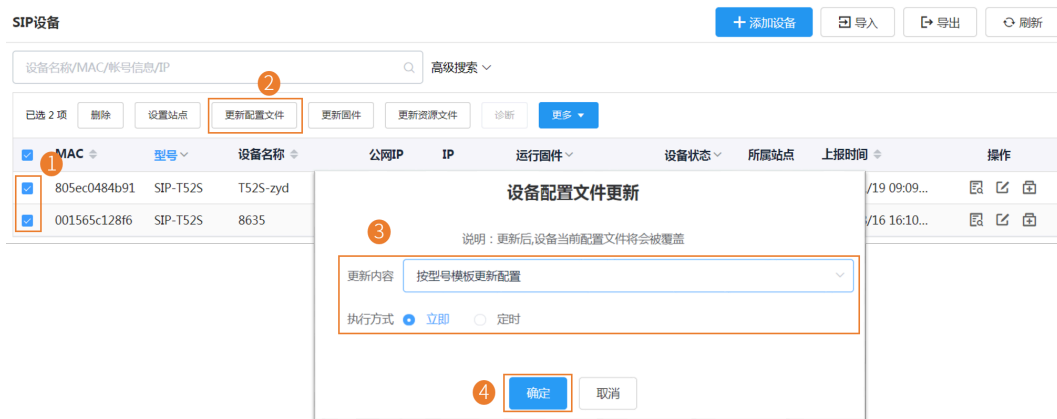 SIP设备
添加设备 导入 导出 刷新
设备名称/MAC/帐号信息/IP 高级搜索
2
已选 2 项 删除 设置站点 更新配置文件 更新固件 更新资源文件 诊断 更多
1
MAC 型号 设备名称 公网IP IP 运行固件 设备状态 所属站点 上报时间 操作
805ec0484b91 SIP-T52S T52S-zyd /19 09:09...
001565c128f6 SIP-T52S 8635 /16 16:10...
设备配置文件更新
3
说明：更新后,设备当前配置文件将会被覆盖
更新内容 按型号模板更新配置
执行方式 立即 定时
4 确定 取消